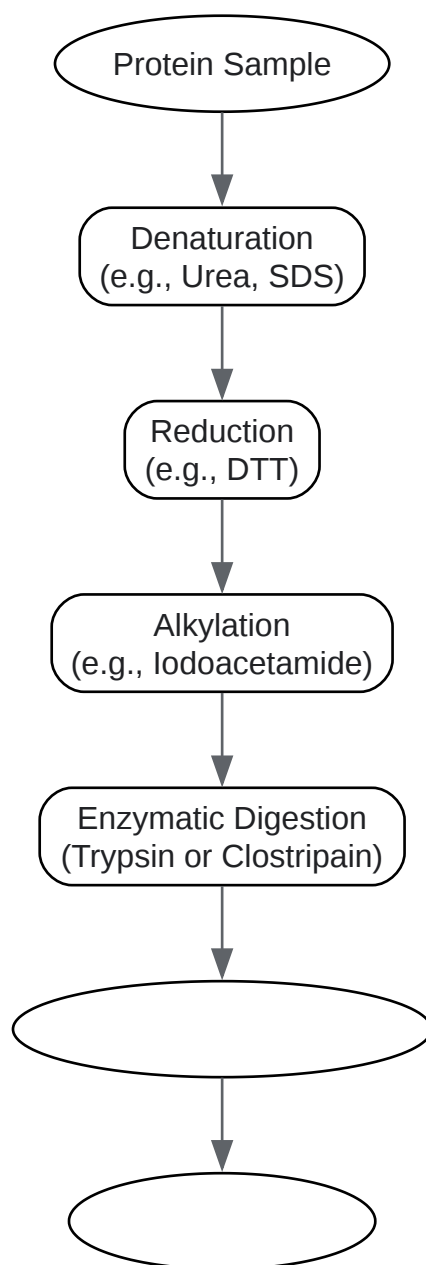 Protein Sample
Denaturation
(e.g., Urea, SDS)
Reduction
(e.g., DTT)
Alkylation
(e.g., Iodoacetamide)
Enzymatic Digestion
(Trypsin or Clostripain)